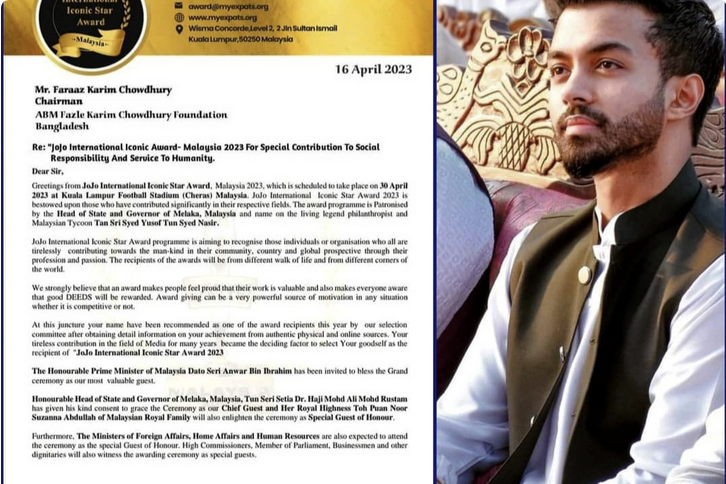 International
Iconic Star
Award
-Malaysia-
award@myexpats.org
www.myexpats.org
Wisma Concorde,Level 2, 2 Jln Sultan Ismail
Kuala Lumpur,50250 Malaysia
16 April 2023
Mr. Faraaz Karim Chowdhury
Chairman
ABM Fazle Karim Chowdhury Foundation
Bangladesh
Re: "JoJo International Iconic Award- Malaysia 2023 For Special Contribution To Social
Responsibility And Service To Humanity.
Dear Sir,
Greetings from JoJo International Iconic Star Award, Malaysia 2023, which is scheduled to take place on 30 April
2023 at Kuala Lampur Football Stadium (Cheras) Malaysia. JoJo International Iconic Star Award 2023 is
bestowed upon those who have contributed significantly in their respective fields. The award programme is Patronised
by the Head of State and Governor of Melaka, Malaysia and name on the living legend philanthropist and
Malaysian Tycoon Tan Sri Syed Yusof Tun Syed Nasir.
JoJo International Iconic Star Award programme is aiming to recognise those individuals or organisation who all are
tirelessly contributing towards the man-kind in their community, country and global prospective through their
profession and passion. The recipients of the awards will be from different walk of life and from different corners of
the world.
We strongly believe that an award makes people feel proud that their work is valuable and also makes everyone aware
that good DEEDS will be rewarded. Award giving can be a very powerful source of motivation in any situation
whether it is competitive or not.
At this juncture your name have been recommended as one of the award recipients this year by our selection
committee after obtaining detail information on your achievement from authentic physical and online sources. Your
tireless contribution in the field of Media for many years became the deciding factor to select Your goodself as the
recipient of "JoJo International Iconic Star Award 2023
The Honourable Prime Minister of Malaysia Dato Seri Anwar Bin Ibrahim has been invited to bless the Grand
ceremony as our most valuable guest.
Honourable Head of State and Governor of Melaka, Malaysia, Tun Seri Setia Dr. Haji Mohd Ali Mohd Rustam
has given his kind consent to grace the Ceremony as our Chief Guest and Her Royal Highness Toh Puan Noor
Suzanna Abdullah of Malaysian Royal Family will also enlighten the ceremony as Special Guest of Honour.
Furthermore, The Ministers of Foreign Affairs, Home Affairs and Human Resources are also expected to attend
the ceremony as the special Guest of Honour. High Commissioners, Member of Parliament, Businessmen and other
dignitaries will also witness the awarding ceremony as special guests.